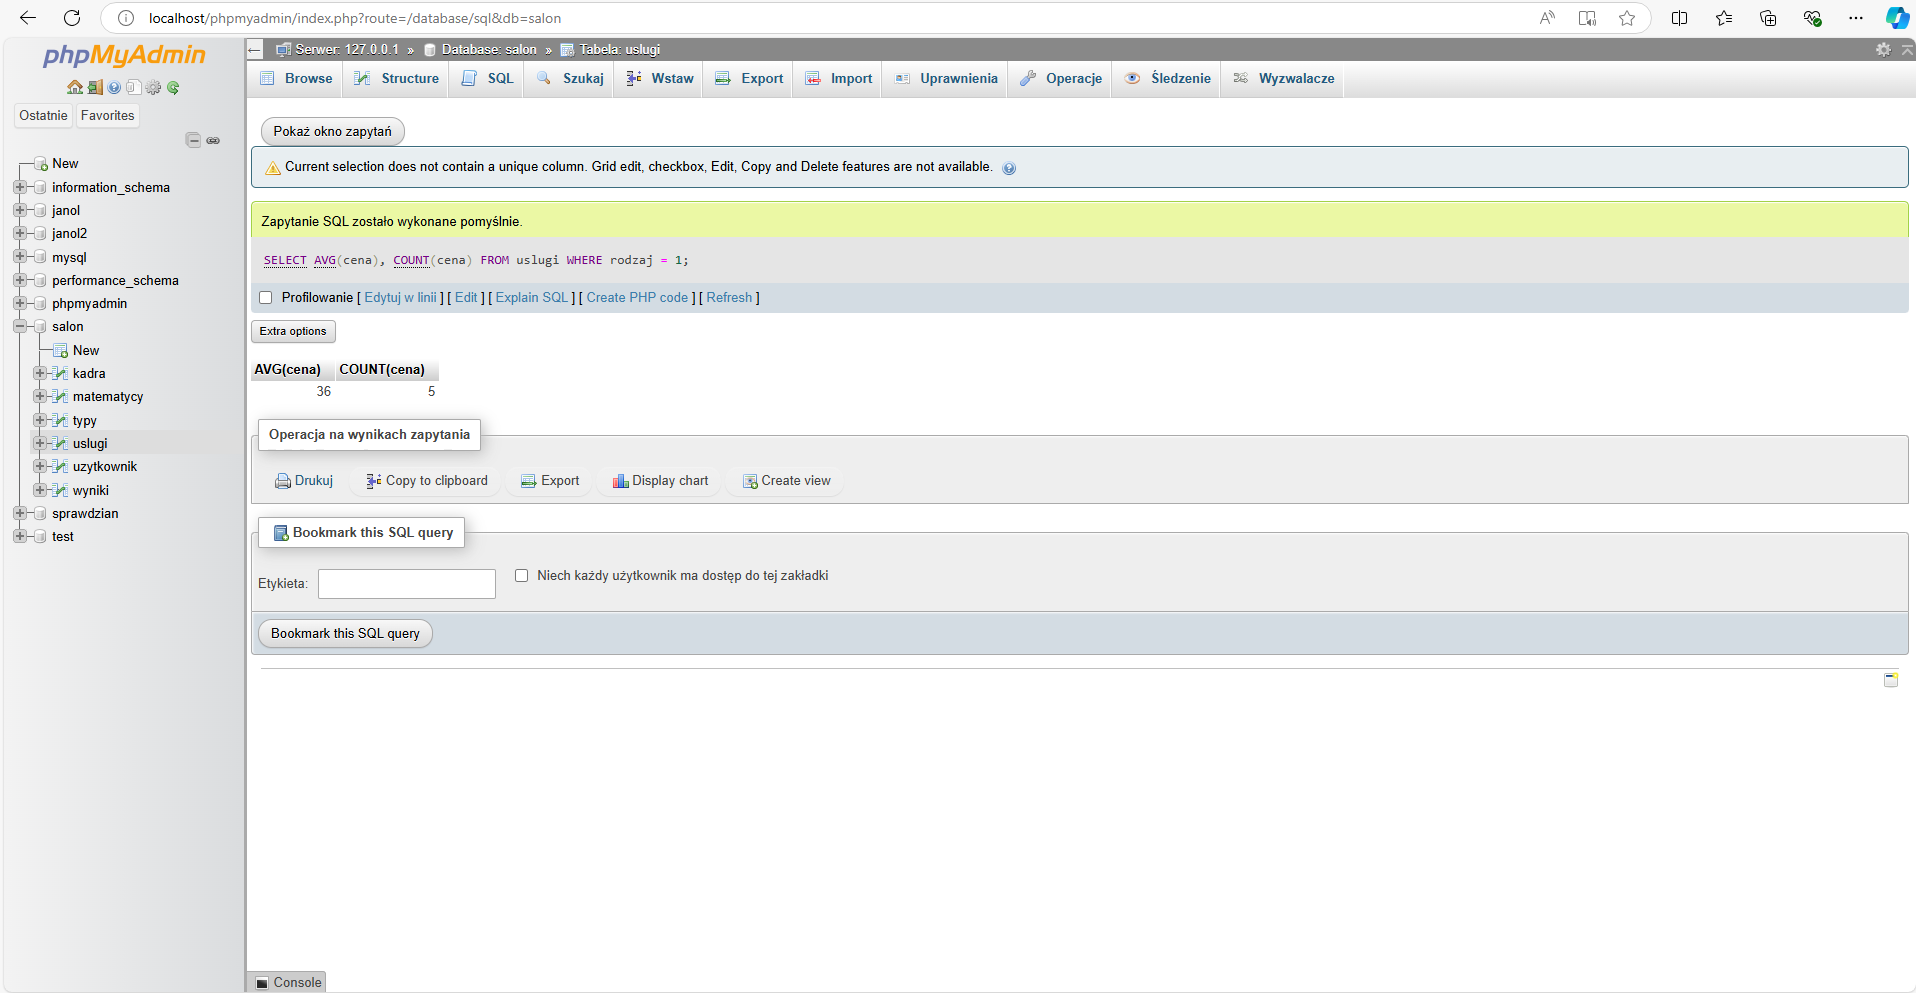 localhost/phpmyadmin/index.php?route=/database/sql&db=salon
phpMyAdmin
Ostatnie Favorites
New
information_schema
janol
janol2
mysql
performance_schema
phpmyadmin
salon
New
kadra
matematycy
typy
uslugi
uzytkownik
wyniki
sprawdzian
test
Serwer: 127.0.0.1 » Database: salon » Tabela: uslugi
Browse Structure SQL Szukaj Wstaw Export Import Uprawnienia Operacje Śledzenie Wyzwalacze
Pokaż okno zapytań
Current selection does not contain a unique column. Grid edit, checkbox, Edit, Copy and Delete features are not available.
Zapytanie SQL zostało wykonane pomyślnie.
SELECT AVG(cena), COUNT(cena) FROM uslugi WHERE rodzaj = 1;
Profilowanie [ Edytuj w linii ] [ Edit ] [ Explain SQL ] [ Create PHP code ] [ Refresh ]
Extra options
AVG(cena) COUNT(cena)
36 5
Operacja na wynikach zapytania
Drukuj Copy to clipboard Export Display chart Create view
Bookmark this SQL query
Etykieta: Niech każdy użytkownik ma dostęp do tej zakładki
Bookmark this SQL query
Console